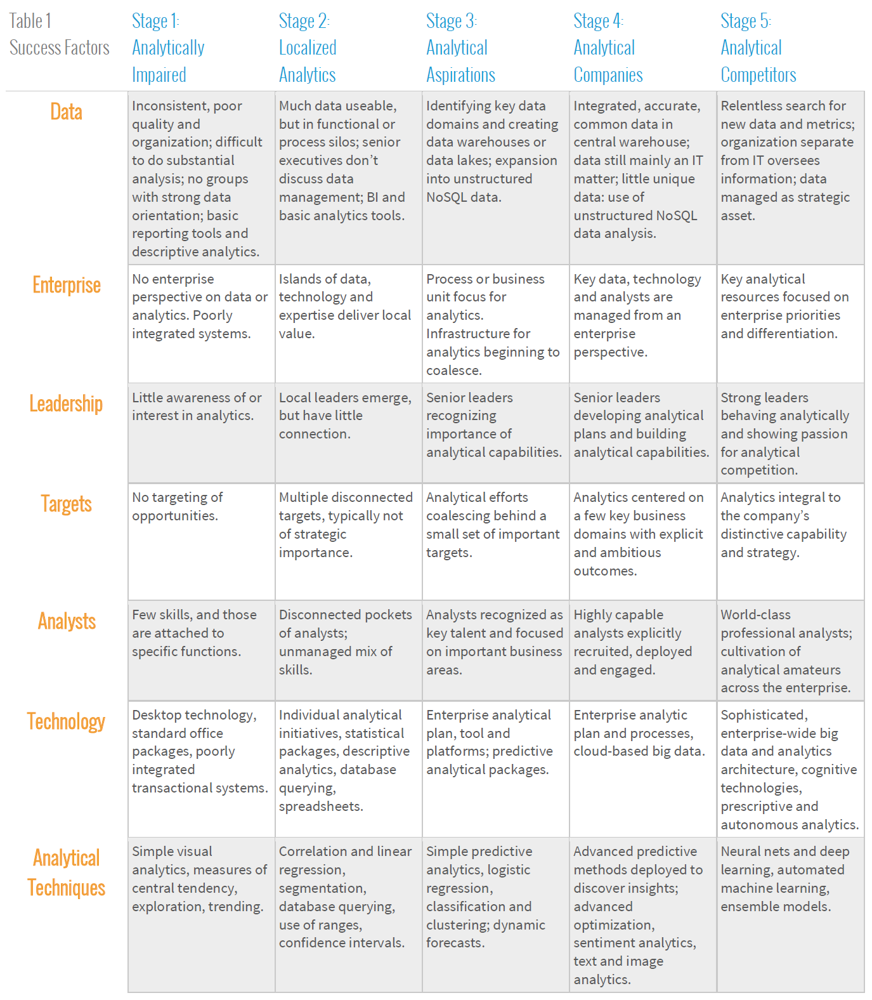 Table 1
Success Factors
Stage 1:
Analytically
Impaired
Stage 2:
Localized
Analytics
Stage 3:
Analytical
Aspirations
Stage 4:
Analytical
Companies
Stage 5:
Analytical
Competitors
Data
Inconsistent, poor
quality and
organization; difficult
to do substantial
analysis; no groups
with strong data
orientation; basic
reporting tools and
descriptive analytics.
Much data useable,
but in functional or
process silos; senior
executives don’t
discuss data
management; BI and
basic analytics tools.
Identifying key data
domains and creating
data warehouses or
data lakes; expansion
into unstructured
NoSQL data.
Integrated, accurate,
common data in
central warehouse;
data still mainly an IT
matter; little unique
data: use of
unstructured NoSQL
data analysis.
Relentless search for
new data and metrics;
organization separate
from IT oversees
information; data
managed as strategic
asset.
Enterprise
No enterprise
perspective on data or
analytics. Poorly
integrated systems.
Islands of data,
technology and
expertise deliver local
value.
Process or business
unit focus for
analytics.
Infrastructure for
analytics beginning to
coalesce.
Key data, technology
and analysts are
managed from an
enterprise
perspective.
Key analytical
resources focused on
enterprise priorities
and differentiation.
Leadership
Little awareness of or
interest in analytics.
Local leaders emerge,
but have little
connection.
Senior leaders
recognizing
importance of
analytical capabilities.
Senior leaders
developing analytical
plans and building
analytical capabilities.
Strong leaders
behaving analytically
and showing passion
for analytical
competition.
Targets
No targeting of
opportunities.
Multiple disconnected
targets, typically not
of strategic
importance.
Analytical efforts
coalescing behind a
small set of important
targets.
Analytics centered on
a few key business
domains with explicit
and ambitious
outcomes.
Analytics integral to
the company’s
distinctive capability
and strategy.
Analysts
Few skills, and those
are attached to
specific functions.
Disconnected pockets
of analysts;
unmanaged mix of
skills.
Analysts recognized as
key talent and focused
on important business
areas.
Highly capable
analysts explicitly
recruited, deployed
and engaged.
World-class
professional analysts;
cultivation of
analytical amateurs
across the enterprise.
Technology
Desktop technology,
standard office
packages, poorly
integrated
transactional systems.
Individual analytical
initiatives, statistical
packages, descriptive
analytics, database
querying,
spreadsheets.
Enterprise analytical
plan, tool and
platforms; predictive
analytical packages.
Enterprise analytic
plan and processes,
cloud-based big data.
Sophisticated,
enterprise-wide big
data and analytics
architecture, cognitive
technologies,
prescriptive and
autonomous analytics.
Analytical
Techniques
Simple visual
analytics, measures of
central tendency,
exploration, trending.
Correlation and linear
regression,
segmentation,
database querying,
use of ranges,
confidence intervals.
Simple predictive
analytics, logistic
regression,
classification and
clustering; dynamic
forecasts.
Advanced predictive
methods deployed to
discover insights;
advanced
optimization,
sentiment analytics,
text and image
analytics.
Neural nets and deep
learning, automated
machine learning,
ensemble models.